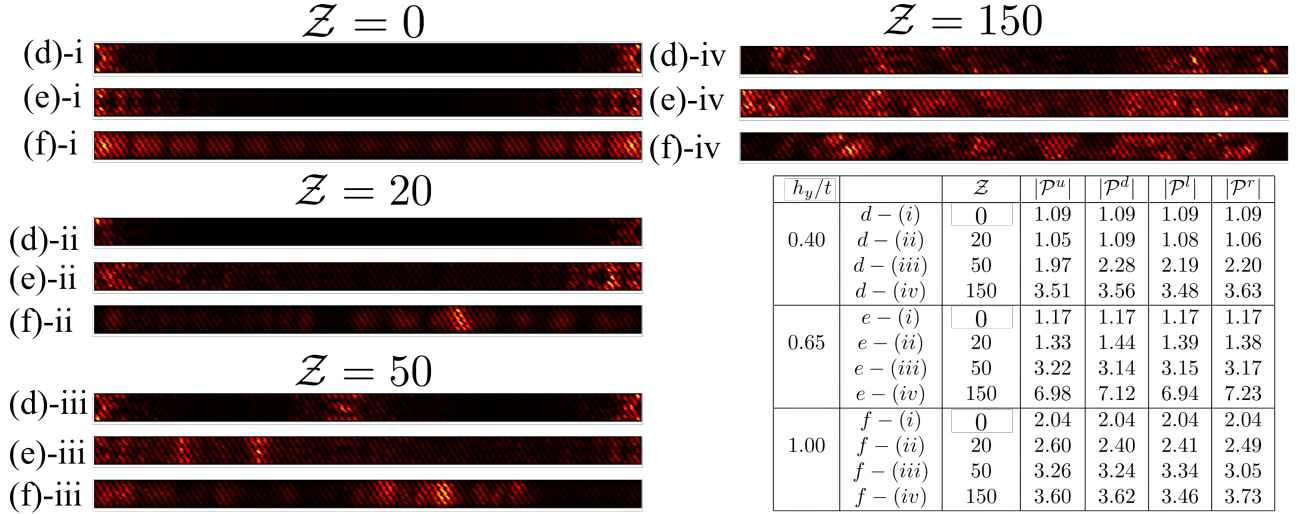 𝒵 = 0
(d)-i
(e)-i
(f)-i
𝒵 = 20
(d)-ii
(e)-ii
(f)-ii
𝒵 = 50
(d)-iii
(e)-iii
(f)-iii
𝒵 = 150
(d)-iv
(e)-iv
(f)-iv
h_y/t 𝒵 |𝒫^u| |𝒫^d| |𝒫^l| |𝒫^r|
d − (i) 0 1.09 1.09 1.09 1.09
0.40 d − (ii) 20 1.05 1.09 1.08 1.06
d − (iii) 50 1.97 2.28 2.19 2.20
d − (iv) 150 3.51 3.56 3.48 3.63
e − (i) 0 1.17 1.17 1.17 1.17
0.65 e − (ii) 20 1.33 1.44 1.39 1.38
e − (iii) 50 3.22 3.14 3.15 3.17
e − (iv) 150 6.98 7.12 6.94 7.23
f − (i) 0 2.04 2.04 2.04 2.04
1.00 f − (ii) 20 2.60 2.40 2.41 2.49
f − (iii) 50 3.26 3.24 3.34 3.05
f − (iv) 150 3.60 3.62 3.46 3.73